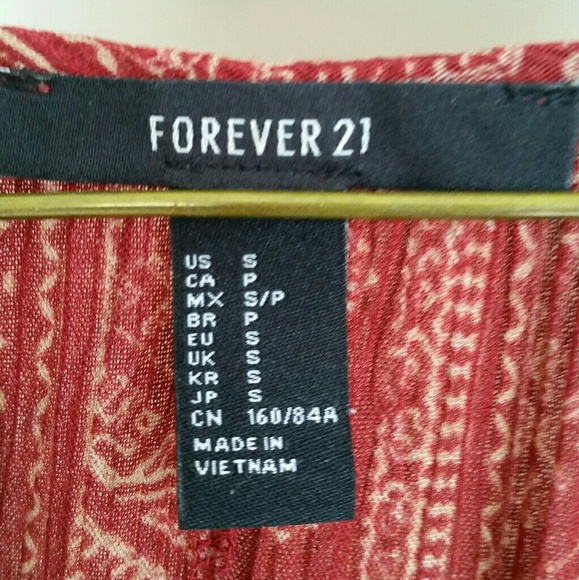 FOREVER 21
US S
CA P
MX S/P
BR P
EU S
UK S
KR S
JP S
CN 160/84A
MADE IN
VIETNAM